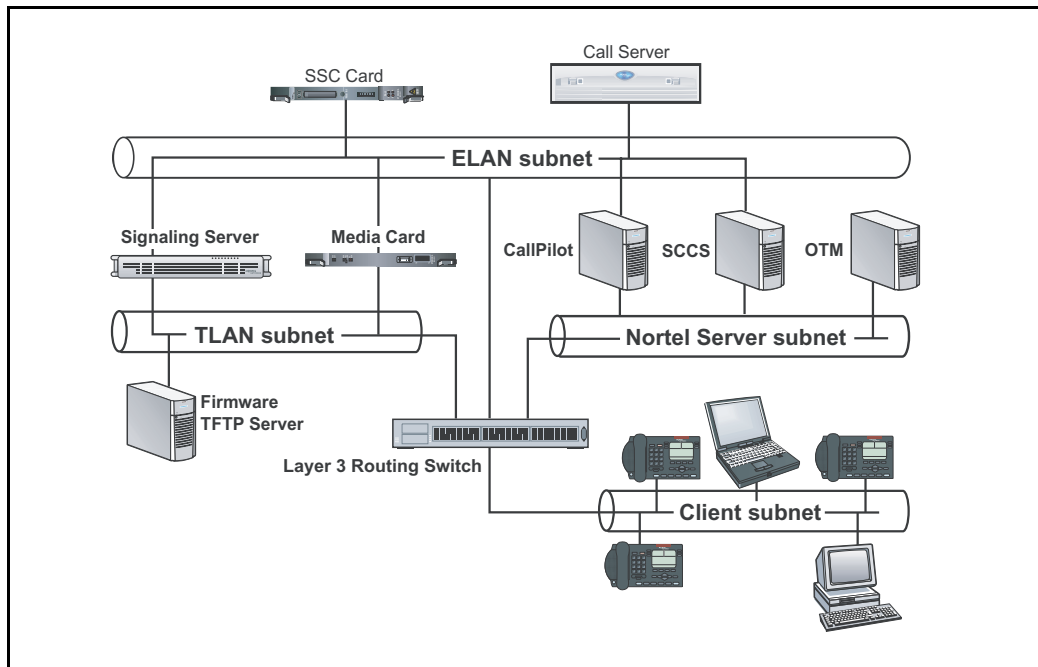 Call Server
SSC Card
ELAN subnet
Signaling Server
Media Card
CallPilot
SCCS
OTM
TLAN subnet
Nortel Server subnet
Firmware
TFTP Server
Layer 3 Routing Switch
Client subnet